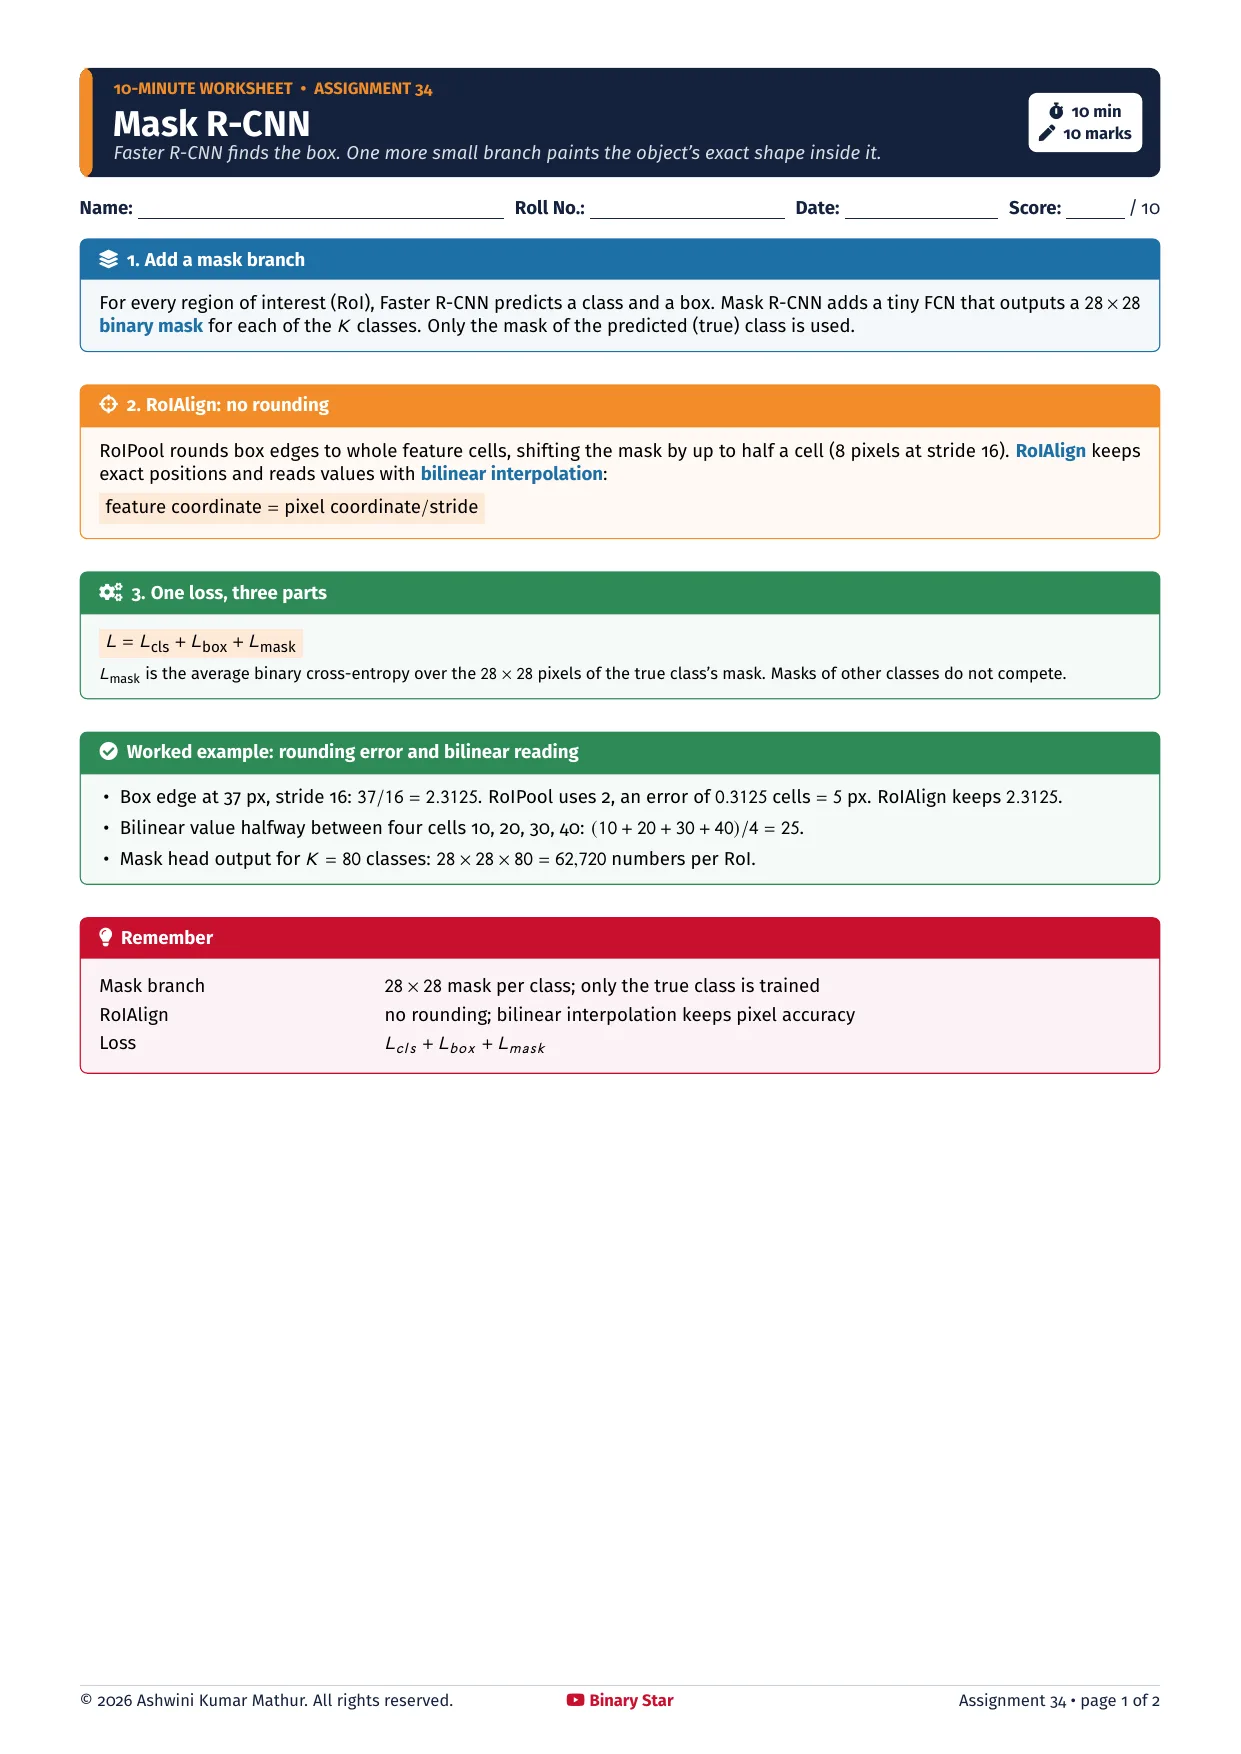 10-MINUTE WORKSHEET • ASSIGNMENT 34
Mask R-CNN
Faster R-CNN finds the box. One more small branch paints the object's exact shape inside it.
10 min
10 marks
Name: Roll No.: Date: Score: / 10
1. Add a mask branch
For every region of interest (RoI), Faster R-CNN predicts a class and a box. Mask R-CNN adds a tiny FCN that outputs a 28 × 28
binary mask for each of the K classes. Only the mask of the predicted (true) class is used.
2. RoIAlign: no rounding
RoIPool rounds box edges to whole feature cells, shifting the mask by up to half a cell (8 pixels at stride 16). RoIAlign keeps
exact positions and reads values with bilinear interpolation:
feature coordinate = pixel coordinate/stride
3. One loss, three parts
L = L_cls + L_box + L_mask
L_mask is the average binary cross-entropy over the 28 × 28 pixels of the true class's mask. Masks of other classes do not compete.
Worked example: rounding error and bilinear reading
• Box edge at 37 px, stride 16: 37/16 = 2.3125. RoIPool uses 2, an error of 0.3125 cells = 5 px. RoIAlign keeps 2.3125.
• Bilinear value halfway between four cells 10, 20, 30, 40: (10 + 20 + 30 + 40)/4 = 25.
• Mask head output for K = 80 classes: 28 × 28 × 80 = 62,720 numbers per RoI.
Remember
Mask branch 28 × 28 mask per class; only the true class is trained
RoIAlign no rounding; bilinear interpolation keeps pixel accuracy
Loss L_cls + L_box + L_mask
© 2026 Ashwini Kumar Mathur. All rights reserved. Binary Star Assignment 34 • page 1 of 2